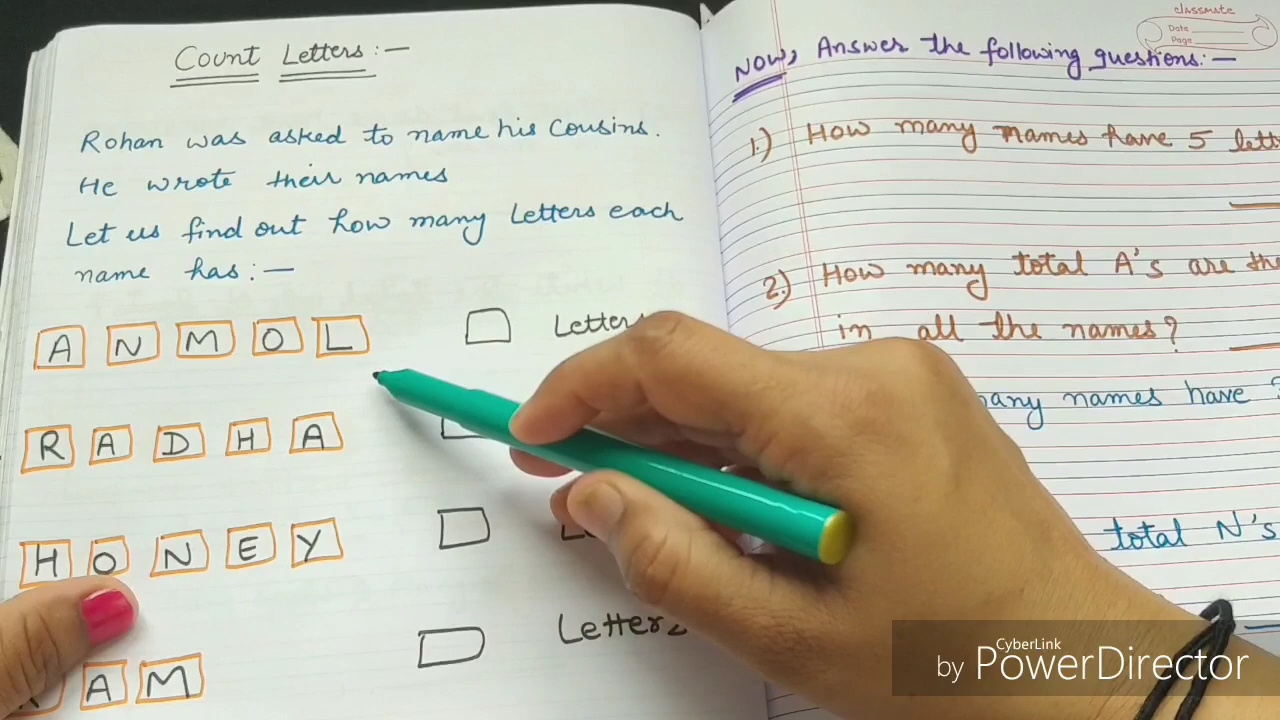 Count Letters:-
Rohan was asked to name his Cousins.
He wrote their names
Let us find out how many Letters each
name has:-
A N M O L Letters
R A D H A
H O N E Y
A M Letters
classmate
Date
Page
NOW, Answer the following questions:-
1.) How many names have 5
2.) How many total A's are
in all the names?
names have
total N's
CyberLink
by PowerDirector